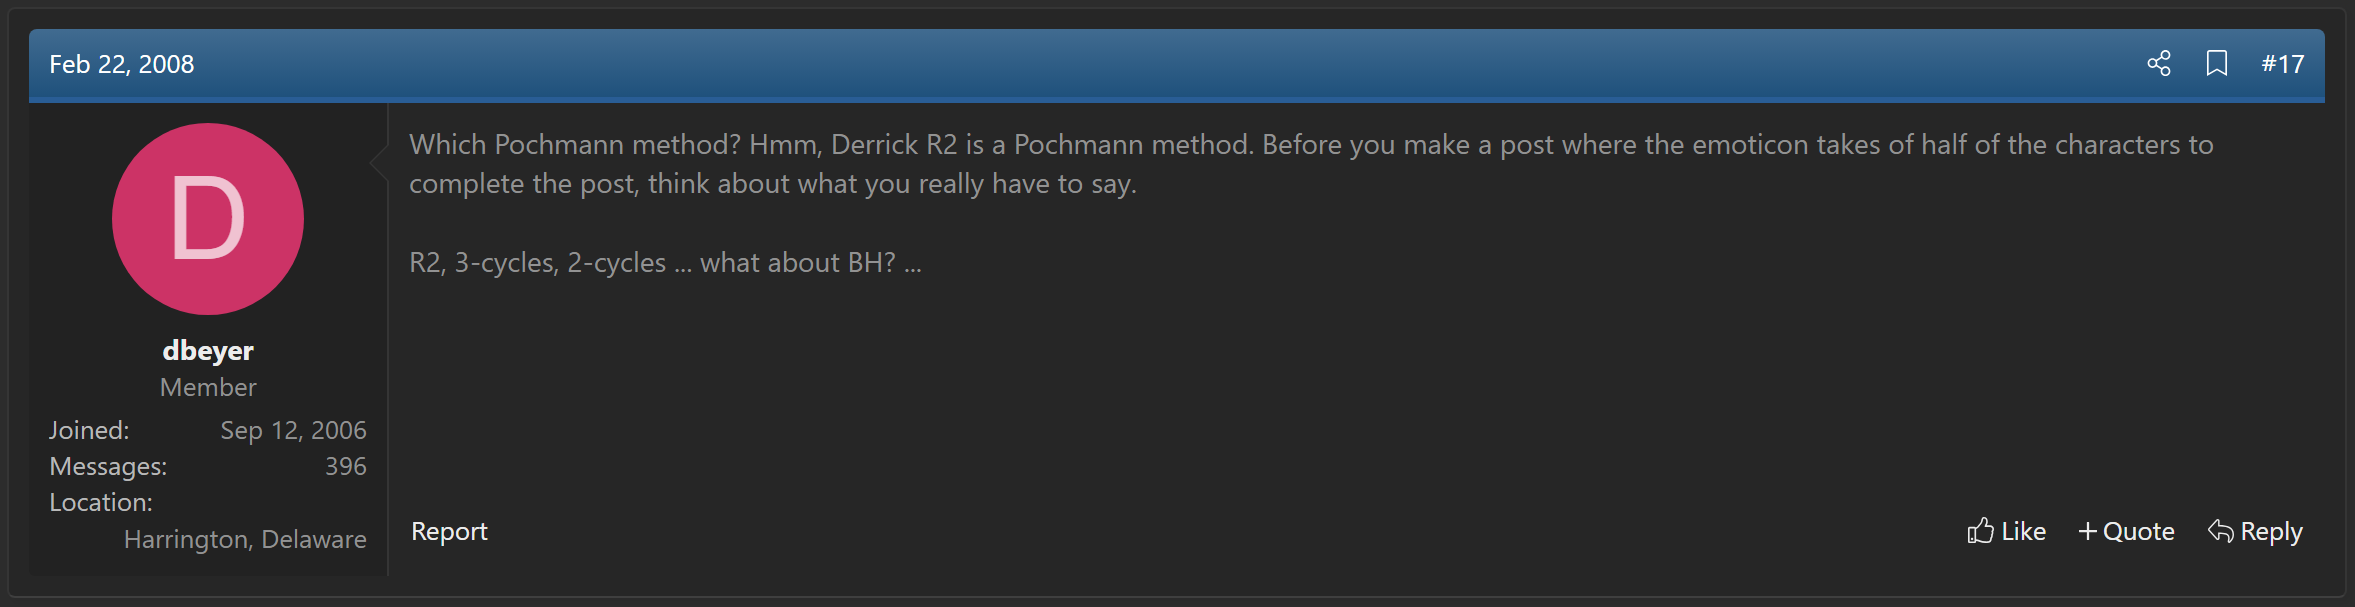 Feb 22, 2008
#17
D
dbeyer
Member
Joined: Sep 12, 2006
Messages: 396
Location:
Harrington, Delaware
Which Pochmann method? Hmm, Derrick R2 is a Pochmann method. Before you make a post where the emoticon takes of half of the characters to
complete the post, think about what you really have to say.
R2, 3-cycles, 2-cycles ... what about BH? ...
Report
Like
Quote
Reply